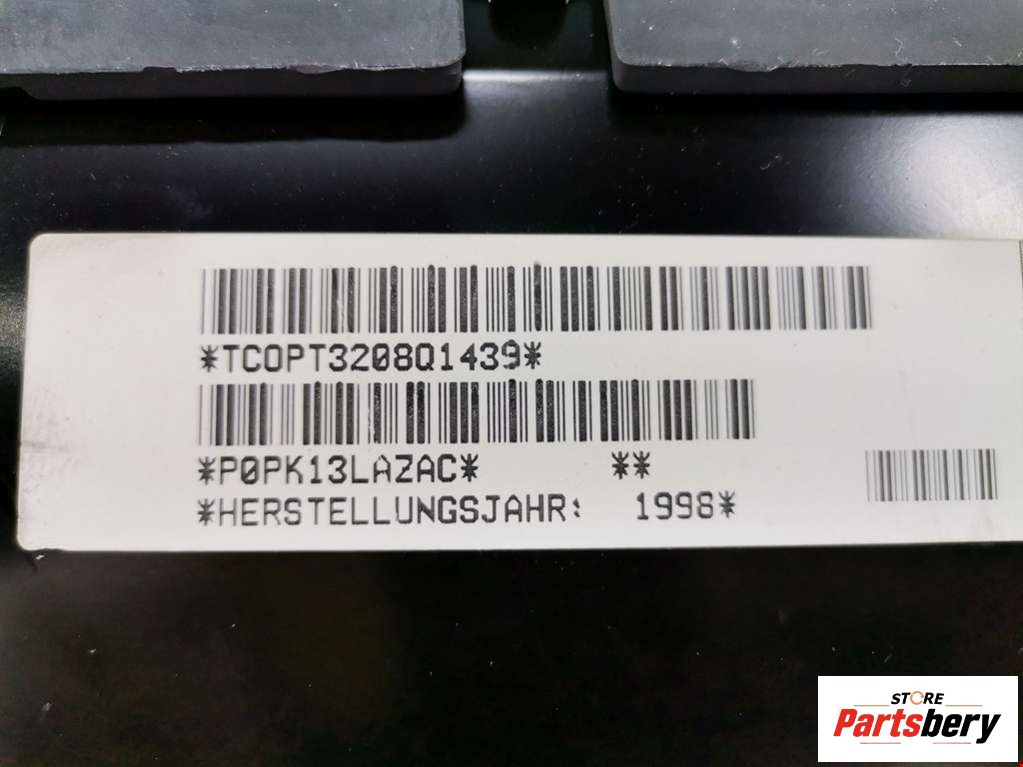 *TCOPT3208Q1439*
*P0PK13LAZAC* **
*HERSTELLUNGSJAHR: 1998*
STORE
Partsbery